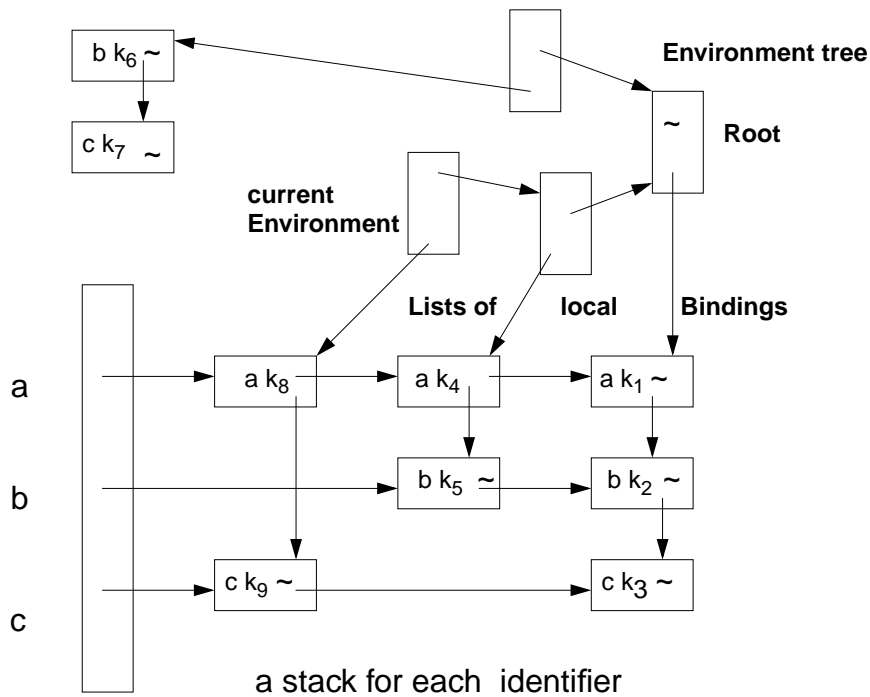 b k6 ~
Environment tree
c k7 ~
~
Root
current
Environment
Lists of local Bindings
a
a k8
a k4
a k1 ~
b
b k5 ~
b k2 ~
c k9 ~
c k3 ~
c
a stack for each identifier